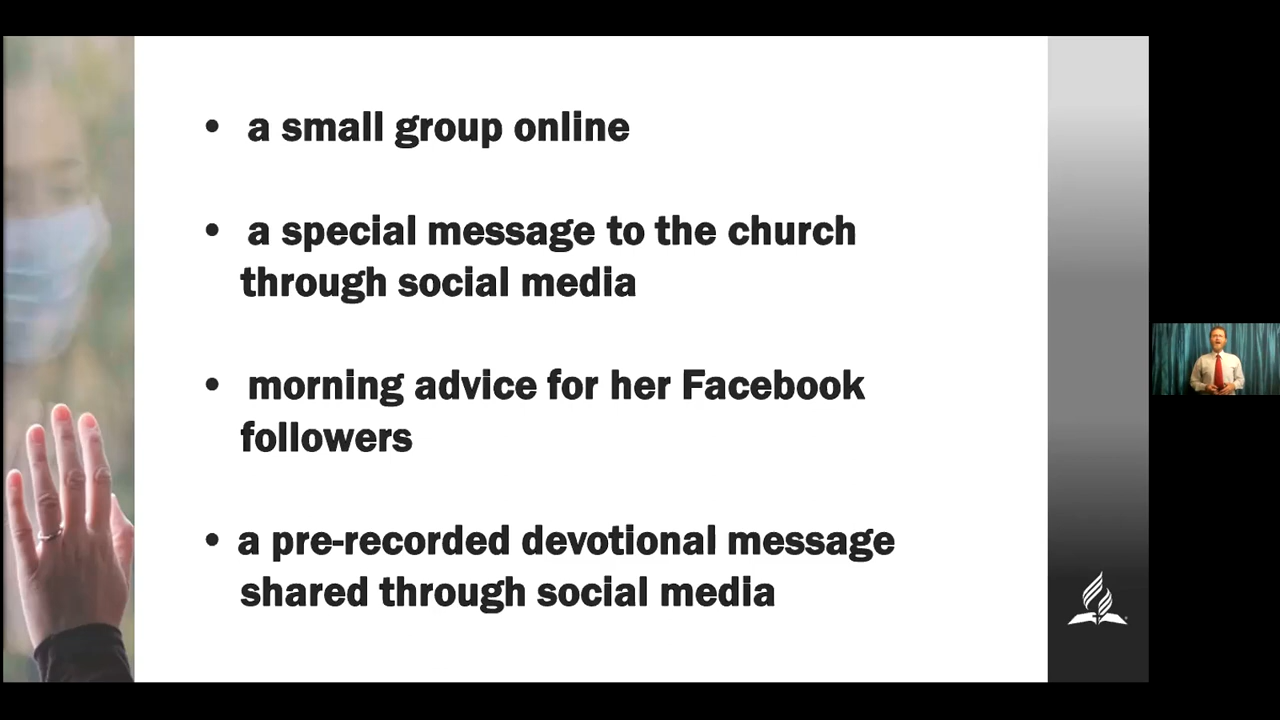 • a small group online
• a special message to the church
through social media
• morning advice for her Facebook
followers
• a pre-recorded devotional message
shared through social media